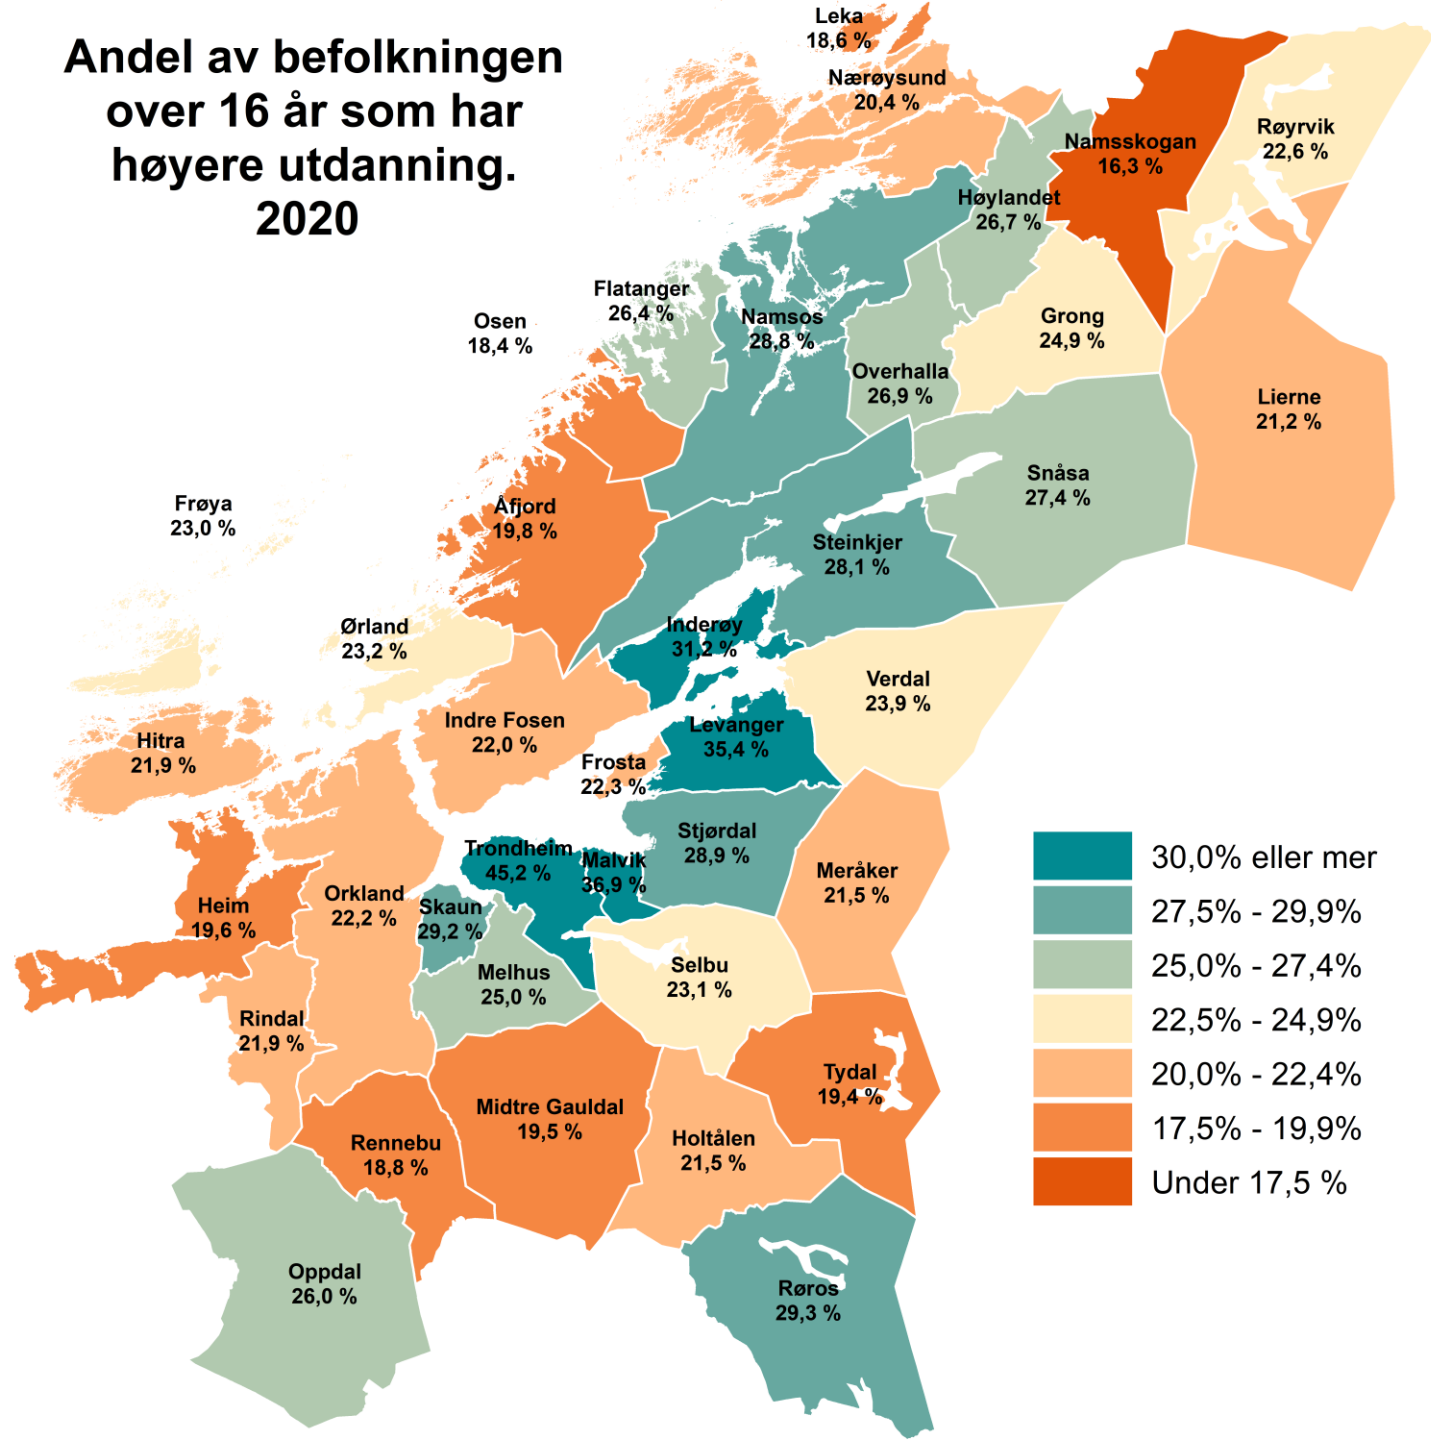 Andel av befolkningen
over 16 år som har
høyere utdanning.
2020
Leka
18,6 %
Nærøysund
20,4 %
Namsskogan
16,3 %
Røyrvik
22,6 %
Høylandet
26,7 %
Flatanger
26,4 %
Osen
18,4 %
Namsos
28,8 %
Grong
24,9 %
Overhalla
26,9 %
Lierne
21,2 %
Snåsa
27,4 %
Frøya
23,0 %
Åfjord
19,8 %
Steinkjer
28,1 %
Ørland
23,2 %
Inderøy
31,2 %
Verdal
23,9 %
Indre Fosen
22,0 %
Levanger
35,4 %
Hitra
21,9 %
Frosta
22,3 %
Stjørdal
28,9 %
Trondheim
45,2 %
Malvik
36,9 %
Meråker
21,5 %
Orkland
22,2 %
Heim
19,6 %
Skaun
29,2 %
Melhus
25,0 %
Selbu
23,1 %
Rindal
21,9 %
Tydal
19,4 %
Midtre Gauldal
19,5 %
Rennebu
18,8 %
Holtålen
21,5 %
Oppdal
26,0 %
Røros
29,3 %
30,0% eller mer
27,5% - 29,9%
25,0% - 27,4%
22,5% - 24,9%
20,0% - 22,4%
17,5% - 19,9%
Under 17,5 %